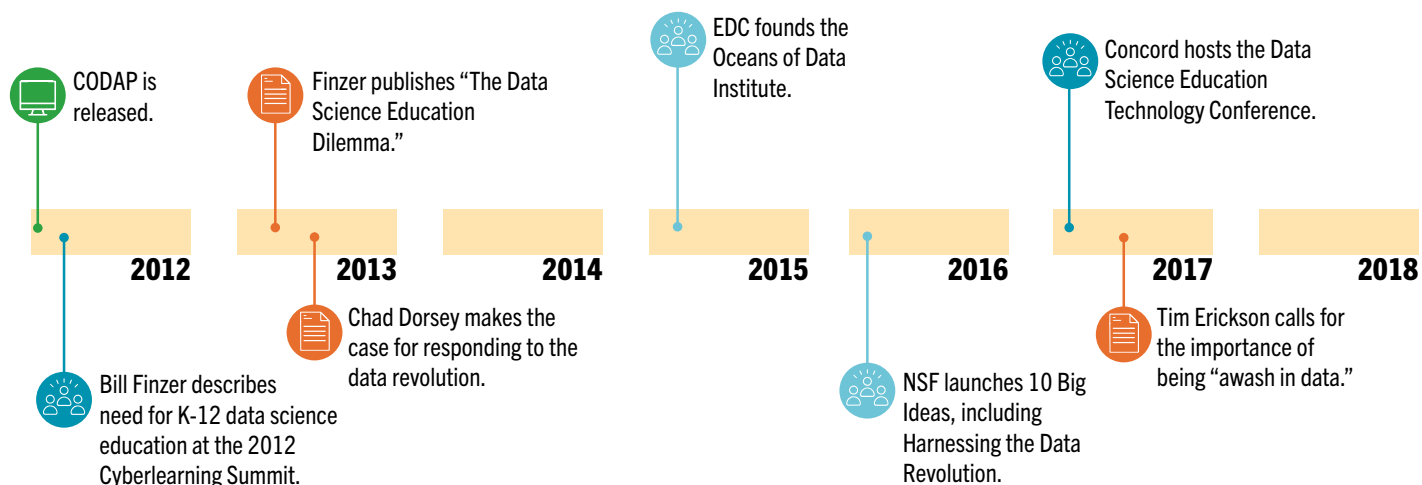 CODAP is
released.
Finzer publishes “The Data
Science Education
Dilemma.”
EDC founds the
Oceans of Data
Institute.
Concord hosts the Data
Science Education
Technology Conference.
2012
2013
2014
2015
2016
2017
2018
Bill Finzer describes
need for K-12 data science
education at the 2012
Cyberlearning Summit.
Chad Dorsey makes the
case for responding to the
data revolution.
NSF launches 10 Big
Ideas, including
Harnessing the Data
Revolution.
Tim Erickson calls for
the importance of
being “awash in data.”